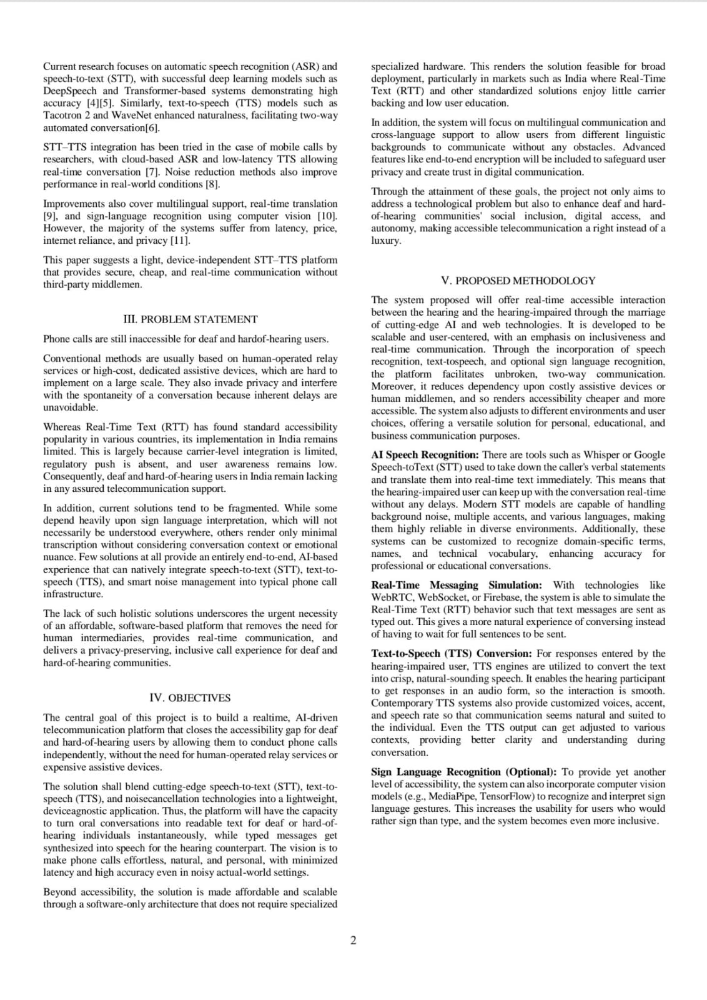 Current research focuses on automatic speech recognition (ASR) and
speech-to-text (STT), with successful deep learning models such as
DeepSpeech and Transformer-based systems demonstrating high
accuracy [4][5]. Similarly, text-to-speech (TTS) models such as
Tacotron 2 and WaveNet enhanced naturalness, facilitating two-way
automated conversation[6].
STT–TTS integration has been tried in the case of mobile calls by
researchers, with cloud-based ASR and low-latency TTS allowing
real-time conversation [7]. Noise reduction methods also improve
performance in real-world conditions [8].
Improvements also cover multilingual support, real-time translation
[9], and sign-language recognition using computer vision [10].
However, the majority of the systems suffer from latency, price,
internet reliance, and privacy [11].
This paper suggests a light, device-independent STT–TTS platform
that provides secure, cheap, and real-time communication without
third-party middlemen.
III. PROBLEM STATEMENT
Phone calls are still inaccessible for deaf and hardof-hearing users.
Conventional methods are usually based on human-operated relay
services or high-cost, dedicated assistive devices, which are hard to
implement on a large scale. They also invade privacy and interfere
with the spontaneity of a conversation because inherent delays are
unavoidable.
Whereas Real-Time Text (RTT) has found standard accessibility
popularity in various countries, its implementation in India remains
limited. This is largely because carrier-level integration is limited,
regulatory push is absent, and user awareness remains low.
Consequently, deaf and hard-of-hearing users in India remain lacking
in any assured telecommunication support.
In addition, current solutions tend to be fragmented. While some
depend heavily upon sign language interpretation, which will not
necessarily be understood everywhere, others render only minimal
transcription without considering conversation context or emotional
nuance. Few solutions at all provide an entirely end-to-end, AI-based
experience that can natively integrate speech-to-text (STT), text-to-
speech (TTS), and smart noise management into typical phone call
infrastructure.
The lack of such holistic solutions underscores the urgent necessity
of an affordable, software-based platform that removes the need for
human intermediaries, provides real-time communication, and
delivers a privacy-preserving, inclusive call experience for deaf and
hard-of-hearing communities.
IV. OBJECTIVES
The central goal of this project is to build a realtime, AI-driven
telecommunication platform that closes the accessibility gap for deaf
and hard-of-hearing users by allowing them to conduct phone calls
independently, without the need for human-operated relay services or
expensive assistive devices.
The solution shall blend cutting-edge speech-to-text (STT), text-to-
speech (TTS), and noisecancellation technologies into a lightweight,
deviceagnostic application. Thus, the platform will have the capacity
to turn oral conversations into readable text for deaf or hard-of-
hearing individuals instantaneously, while typed messages get
synthesized into speech for the hearing counterpart. The vision is to
make phone calls effortless, natural, and personal, with minimized
latency and high accuracy even in noisy actual-world settings.
Beyond accessibility, the solution is made affordable and scalable
through a software-only architecture that does not require specialized
specialized hardware. This renders the solution feasible for broad
deployment, particularly in markets such as India where Real-Time
Text (RTT) and other standardized solutions enjoy little carrier
backing and low user education.
In addition, the system will focus on multilingual communication and
cross-language support to allow users from different linguistic
backgrounds to communicate without any obstacles. Advanced
features like end-to-end encryption will be included to safeguard user
privacy and create trust in digital communication.
Through the attainment of these goals, the project not only aims to
address a technological problem but also to enhance deaf and hard-
of-hearing communities' social inclusion, digital access, and
autonomy, making accessible telecommunication a right instead of a
luxury.
V. PROPOSED METHODOLOGY
The system proposed will offer real-time accessible interaction
between the hearing and the hearing-impaired through the marriage
of cutting-edge AI and web technologies. It is developed to be
scalable and user-centered, with an emphasis on inclusiveness and
real-time communication. Through the incorporation of speech
recognition, text-tospeech, and optional sign language recognition,
the platform facilitates unbroken, two-way communication.
Moreover, it reduces dependency upon costly assistive devices or
human middlemen, and so renders accessibility cheaper and more
accessible. The system also adjusts to different environments and user
choices, offering a versatile solution for personal, educational, and
business communication purposes.
AI Speech Recognition: There are tools such as Whisper or Google
Speech-toText (STT) used to take down the caller's verbal statements
and translate them into real-time text immediately. This means that
the hearing-impaired user can keep up with the conversation real-time
without any delays. Modern STT models are capable of handling
background noise, multiple accents, and various languages, making
them highly reliable in diverse environments. Additionally, these
systems can be customized to recognize domain-specific terms,
names, and technical vocabulary, enhancing accuracy for
professional or educational conversations.
Real-Time Messaging Simulation: With technologies like
WebRTC, WebSocket, or Firebase, the system is able to simulate the
Real-Time Text (RTT) behavior such that text messages are sent as
typed out. This gives a more natural experience of conversing instead
of having to wait for full sentences to be sent.
Text-to-Speech (TTS) Conversion: For responses entered by the
hearing-impaired user, TTS engines are utilized to convert the text
into crisp, natural-sounding speech. It enables the hearing participant
to get responses in an audio form, so the interaction is smooth.
Contemporary TTS systems also provide customized voices, accent,
and speech rate so that communication seems natural and suited to
the individual. Even the TTS output can get adjusted to various
contexts, providing better clarity and understanding during
conversation.
Sign Language Recognition (Optional): To provide yet another
level of accessibility, the system can also incorporate computer vision
models (e.g., MediaPipe, TensorFlow) to recognize and interpret sign
language gestures. This increases the usability for users who would
rather sign than type, and the system becomes even more inclusive.
2